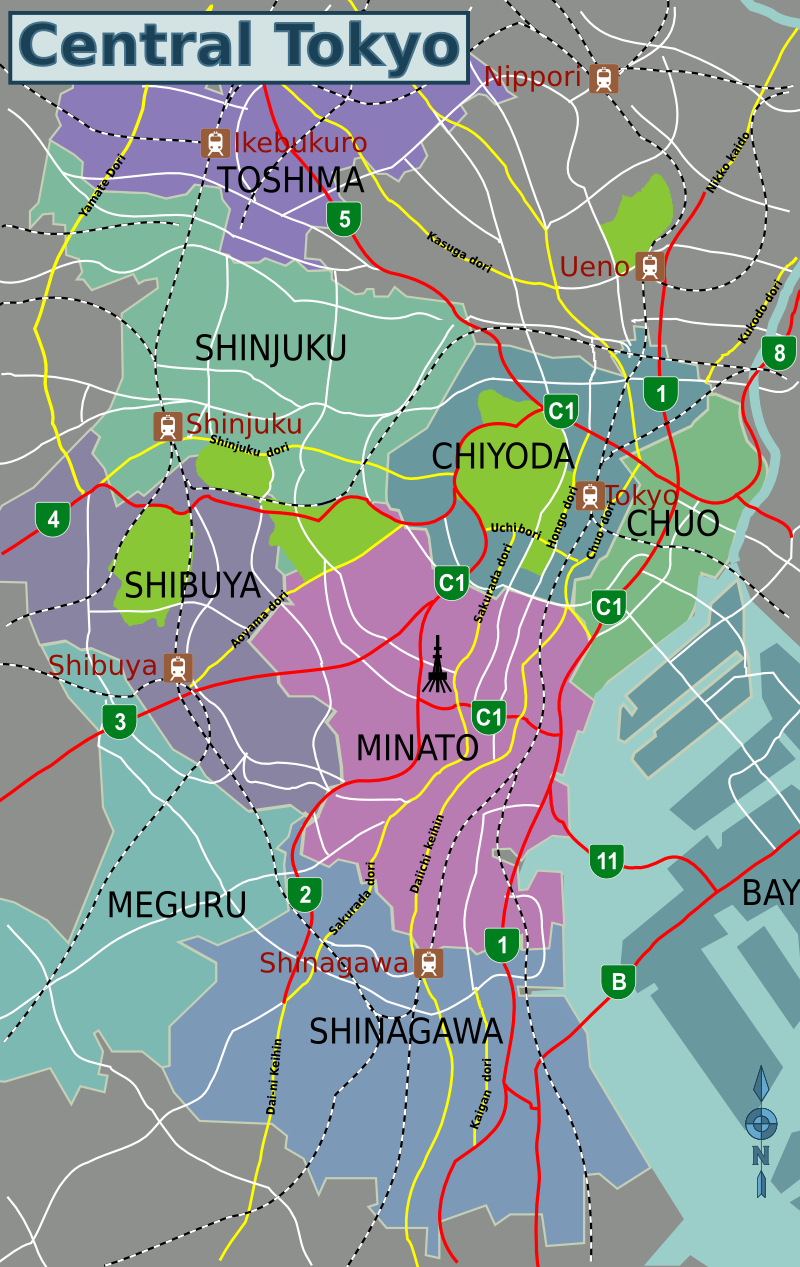 Central Tokyo
Nippori
Ikebukuro
TOSHIMA
Yamate Dori
Nikko kaido
5
Kasuga dori
Ueno
Kukodo dori
SHINJUKU
8
1
C1
Shinjuku
Shinjuku dori
CHIYODA
Tokyo
4
Uchibori
Hongo dori
Chuo dori
CHUO
Sakurada dori
SHIBUYA
C1
C1
Aoyama dori
Shibuya
3
C1
MINATO
Daiichi keihin
11
2
Sakurada dori
MEGURU
BAY
1
Shinagawa
B
SHINAGAWA
Dai-ni Keihin
Kaigan dori
N